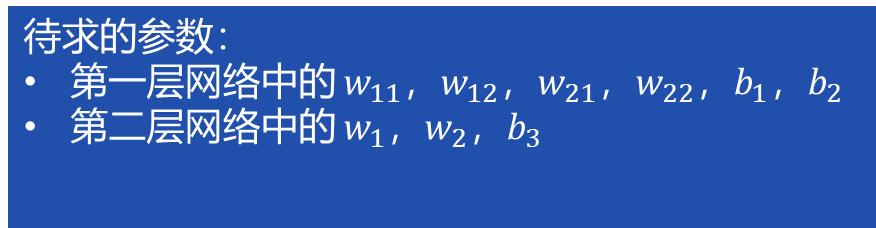 待求的参数：
• 第一层网络中的 w₁₁，w₁₂，w₂₁，w₂₂，b₁，b₂
• 第二层网络中的 w₁，w₂，b₃